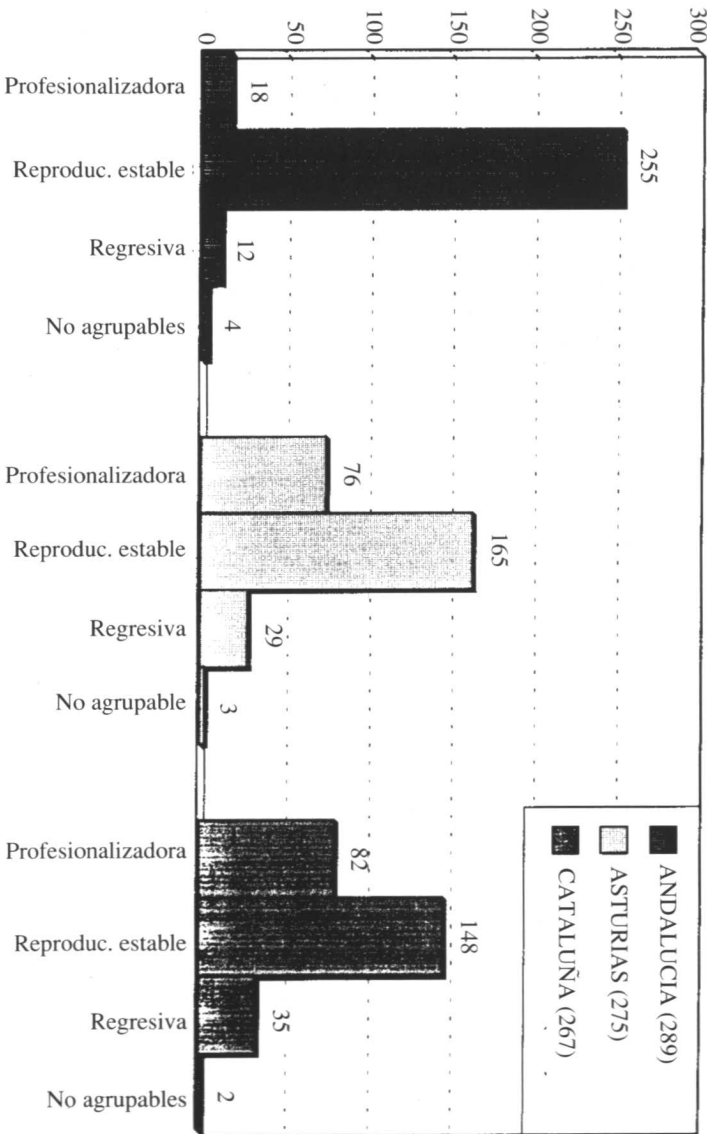 300
250
200
150
100
50
0
18
255
12
4
76
165
29
3
82
148
35
2
Profesionalizadora
Reproduc. estable
Regresiva
No agrupables
Profesionalizadora
Reproduc. estable
Regresiva
No agrupable
Profesionalizadora
Reproduc. estable
Regresiva
No agrupables
ANDALUCIA (289)
ASTURIAS (275)
CATALUÑA (267)